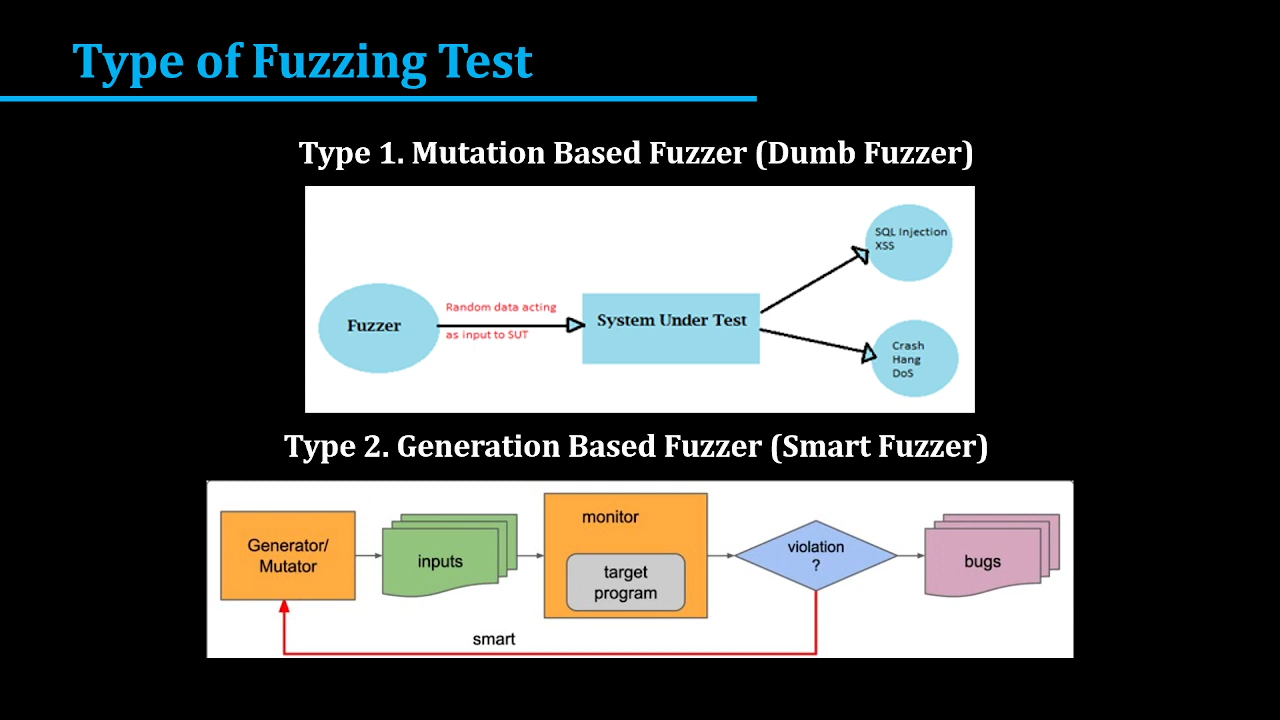 Type of Fuzzing Test
Type 1. Mutation Based Fuzzer (Dumb Fuzzer)
Fuzzer
Random data acting
as input to SUT
System Under Test
SQL Injection
XSS
Crash
Hang
DoS
Type 2. Generation Based Fuzzer (Smart Fuzzer)
Generator/
Mutator
inputs
monitor
target
program
violation
?
bugs
smart